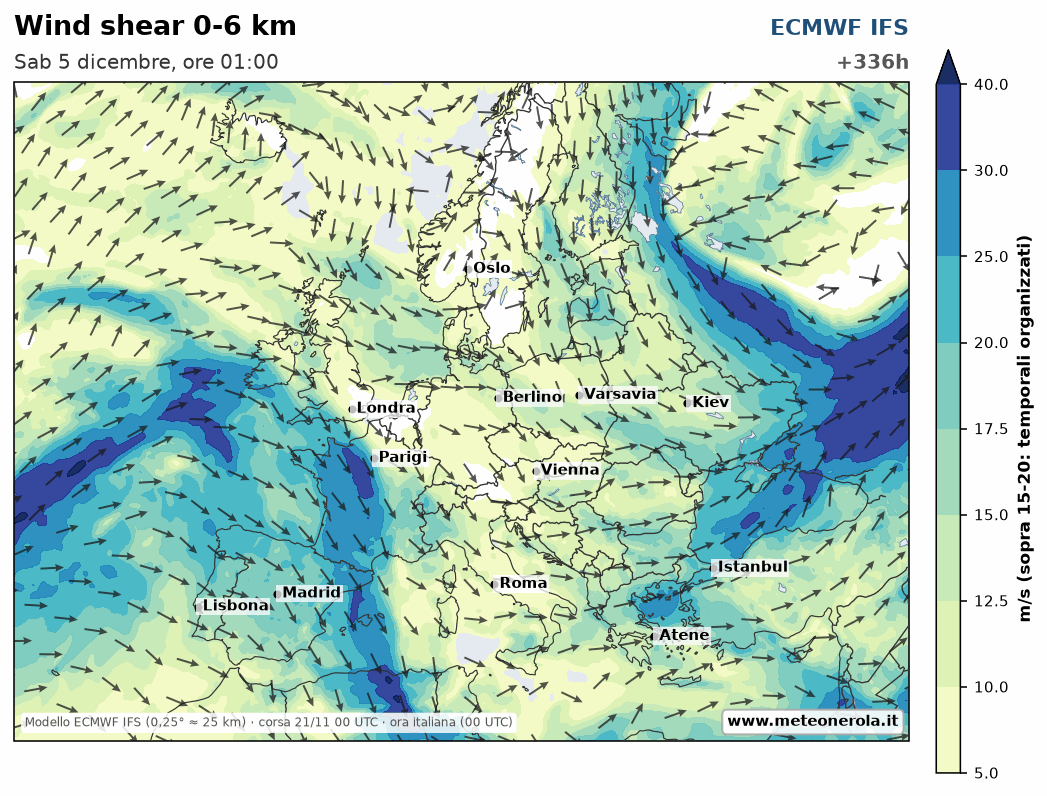 Wind shear 0-6 km
ECMWF IFS
Sab 5 dicembre, ore 01:00
+336h
40.0
30.0
25.0
20.0
17.5
15.0
12.5
10.0
5.0
m/s (sopra 15-20: temporali organizzati)
Oslo
Berlino
Varsavia
Kiev
Londra
Parigi
Vienna
Istanbul
Roma
Madrid
Lisbona
Atene
Modello ECMWF IFS (0,25° ≈ 25 km) · corsa 21/11 00 UTC · ora italiana (00 UTC)
www.meteonerola.it